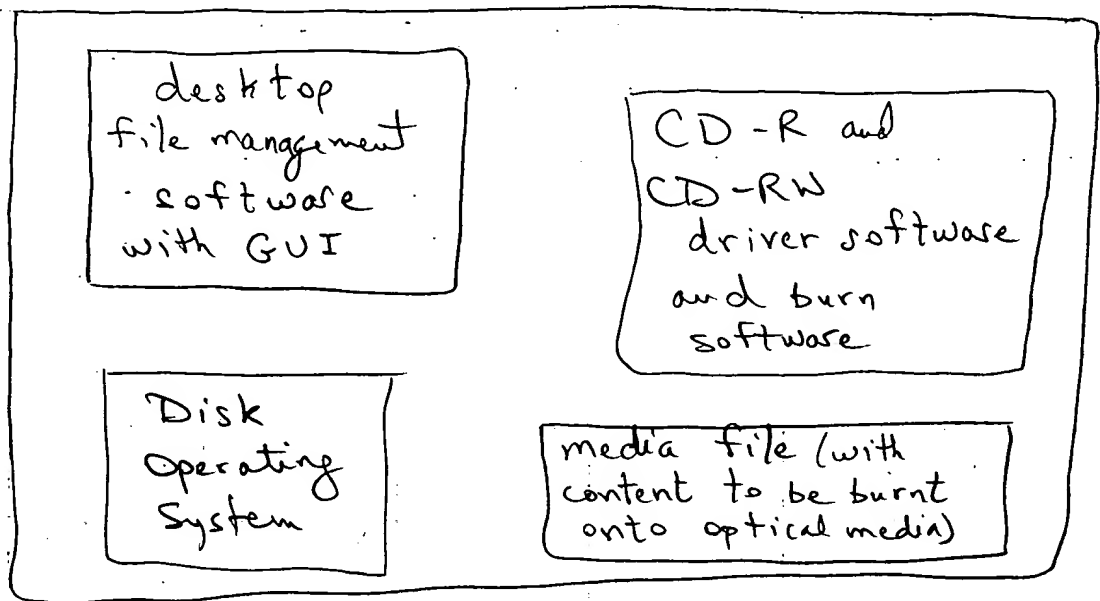 desktop
file management
software
with GUI
CD-R and
CD-RW
driver software
and burn
software
Disk
Operating
System
media file (with
content to be burnt
onto optical media)